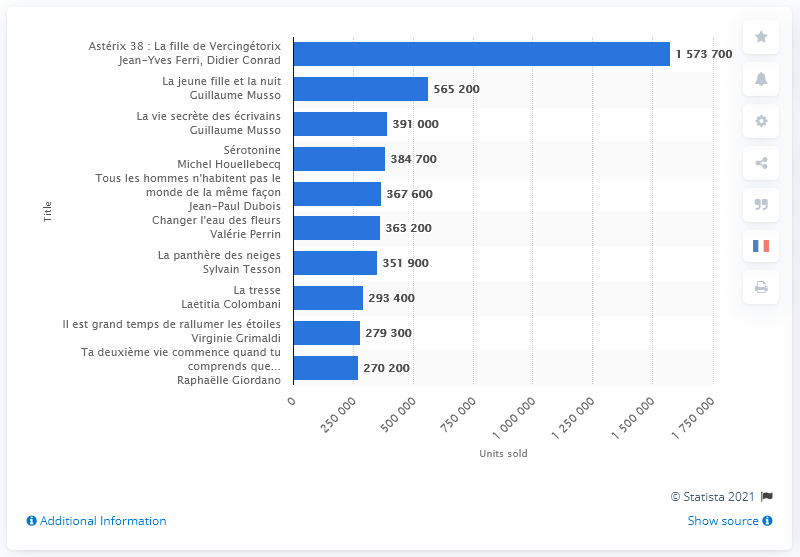 Astérix 38 : La fille de Vercingétorix
Jean-Yves Ferri, Didier Conrad
1 573 700
La jeune fille et la nuit
Guillaume Musso
565 200
La vie secrète des écrivains
Guillaume Musso
391 000
Sérotonine
Michel Houellebecq
384 700
Tous les hommes n'habitent pas le
monde de la même façon
Jean-Paul Dubois
367 600
Changer l'eau des fleurs
Valérie Perrin
363 200
La panthère des neiges
Sylvain Tesson
351 900
La tresse
Laetitia Colombani
293 400
Il est grand temps de rallumer les étoiles
Virginie Grimaldi
279 300
Ta deuxième vie commence quand tu
comprends que...
Raphaëlle Giordano
270 200
Title
0
250 000
500 000
750 000
1 000 000
1 250 000
1 500 000
1 750 000
Units sold
© Statista 2021
Additional Information
Show source